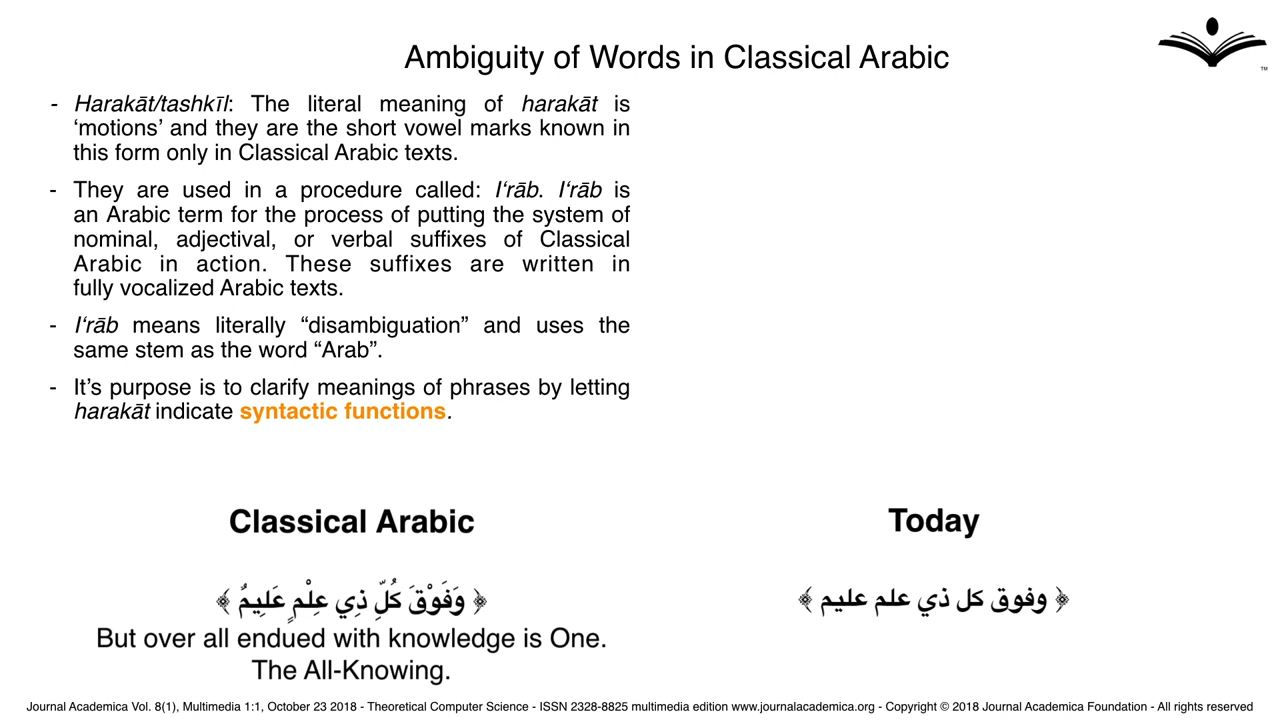 Ambiguity of Words in Classical Arabic
TM
- Harakāt/tashkīl: The literal meaning of harakāt is
‘motions’ and they are the short vowel marks known in
this form only in Classical Arabic texts.
- They are used in a procedure called: I‘rāb. I‘rāb is
an Arabic term for the process of putting the system of
nominal, adjectival, or verbal suffixes of Classical
Arabic in action. These suffixes are written in
fully vocalized Arabic texts.
- I‘rāb means literally “disambiguation” and uses the
same stem as the word “Arab”.
- It’s purpose is to clarify meanings of phrases by letting
harakāt indicate syntactic functions.
Classical Arabic
﴿ وَفَوْقَ كُلِّ ذِي عِلْمٍ عَلِيمٌ ﴾
But over all endued with knowledge is One.
The All-Knowing.
Today
﴿ وفوق كل ذي علم عليم ﴾
Journal Academica Vol. 8(1), Multimedia 1:1, October 23 2018 - Theoretical Computer Science - ISSN 2328-8825 multimedia edition www.journalacademica.org - Copyright © 2018 Journal Academica Foundation - All rights reserved